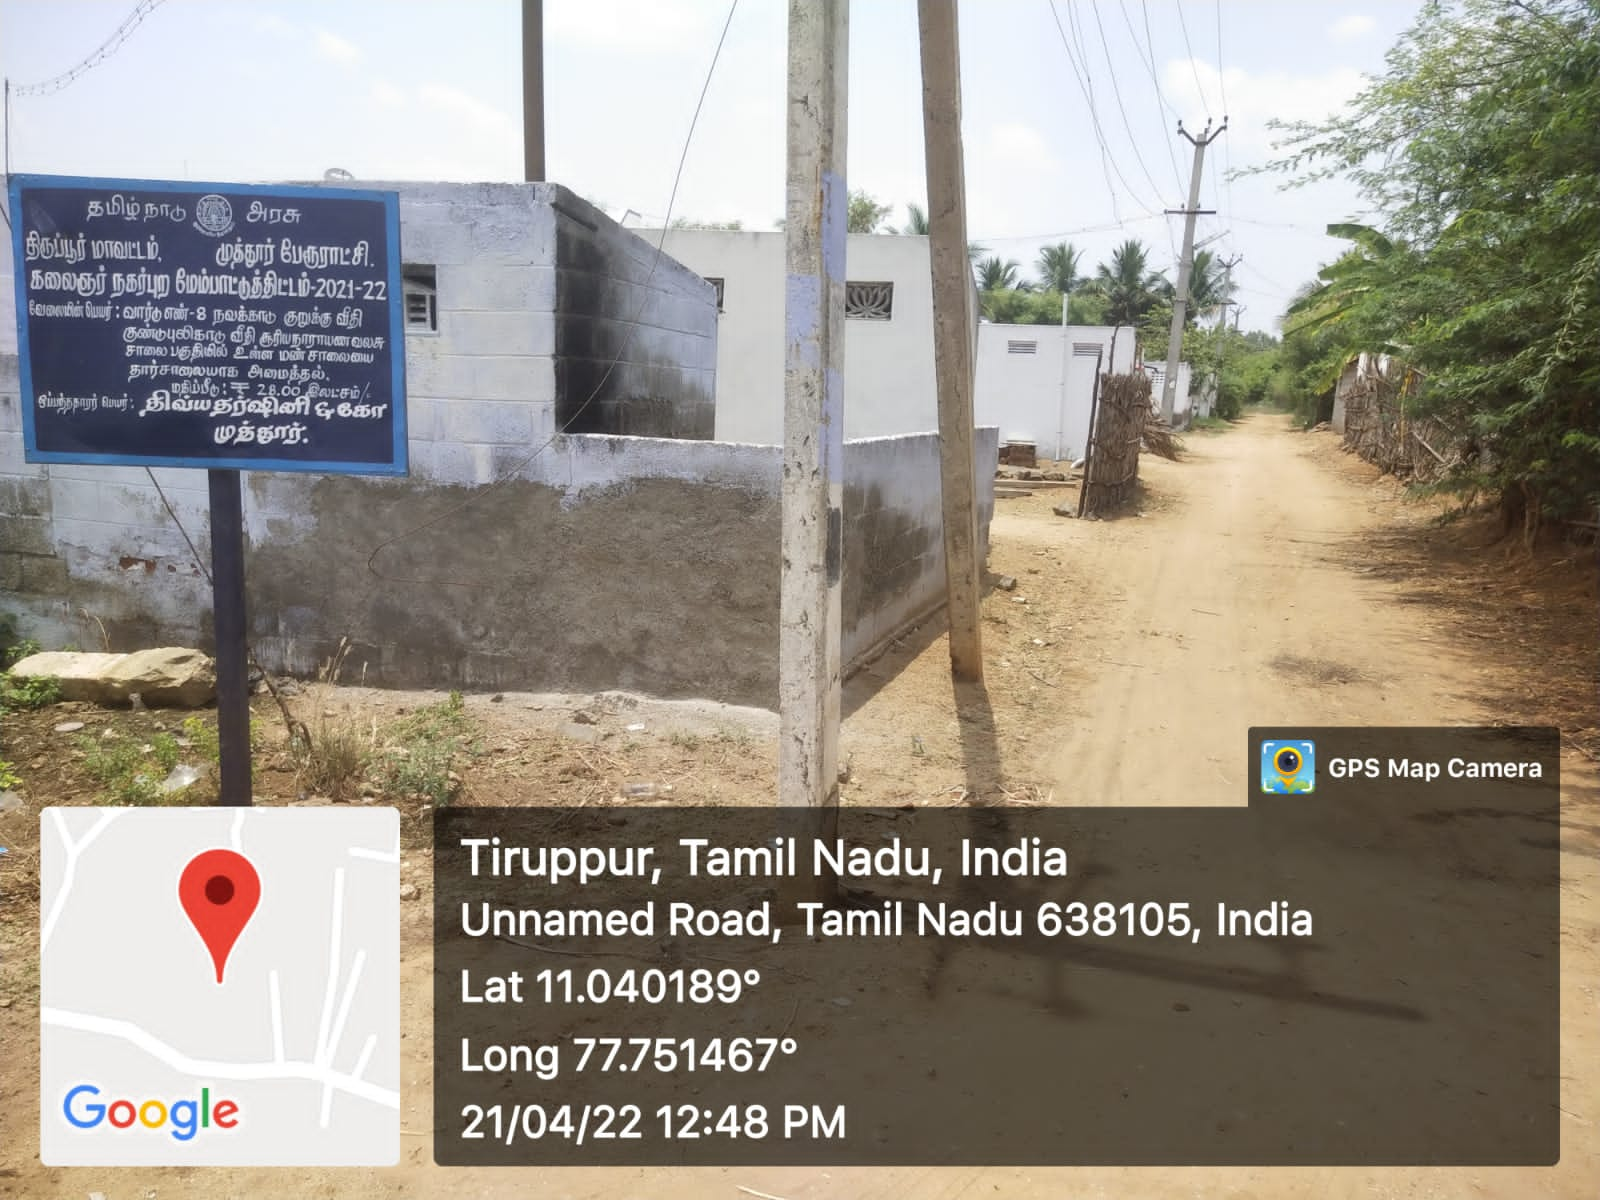 தமிழ்நாடு அரசு
திருப்பூர் மாவட்டம், முத்தூர் பேரூராட்சி.
கலைஞர் நகர்புற மேம்பாட்டுத்திட்டம்-2021-22
வேலையின் பெயர் : வார்டு எண்-8 நவக்காடு குறுக்கு வீதி
குண்டுபுலிகாடு வீதி சூரியநாராயணவலசு
சாலை பகுதியில் உள்ள மண் சாலையை
தார்சாலையாக அமைத்தல்.
மதிப்பீடு : ₹ 28.00 இலட்சம்/.
ஒப்பந்ததாரர் பெயர் : திவ்யதர்ஷினி & கோ
முத்தூர்.
GPS Map Camera
Tiruppur, Tamil Nadu, India
Unnamed Road, Tamil Nadu 638105, India
Lat 11.040189°
Long 77.751467°
21/04/22 12:48 PM
Google